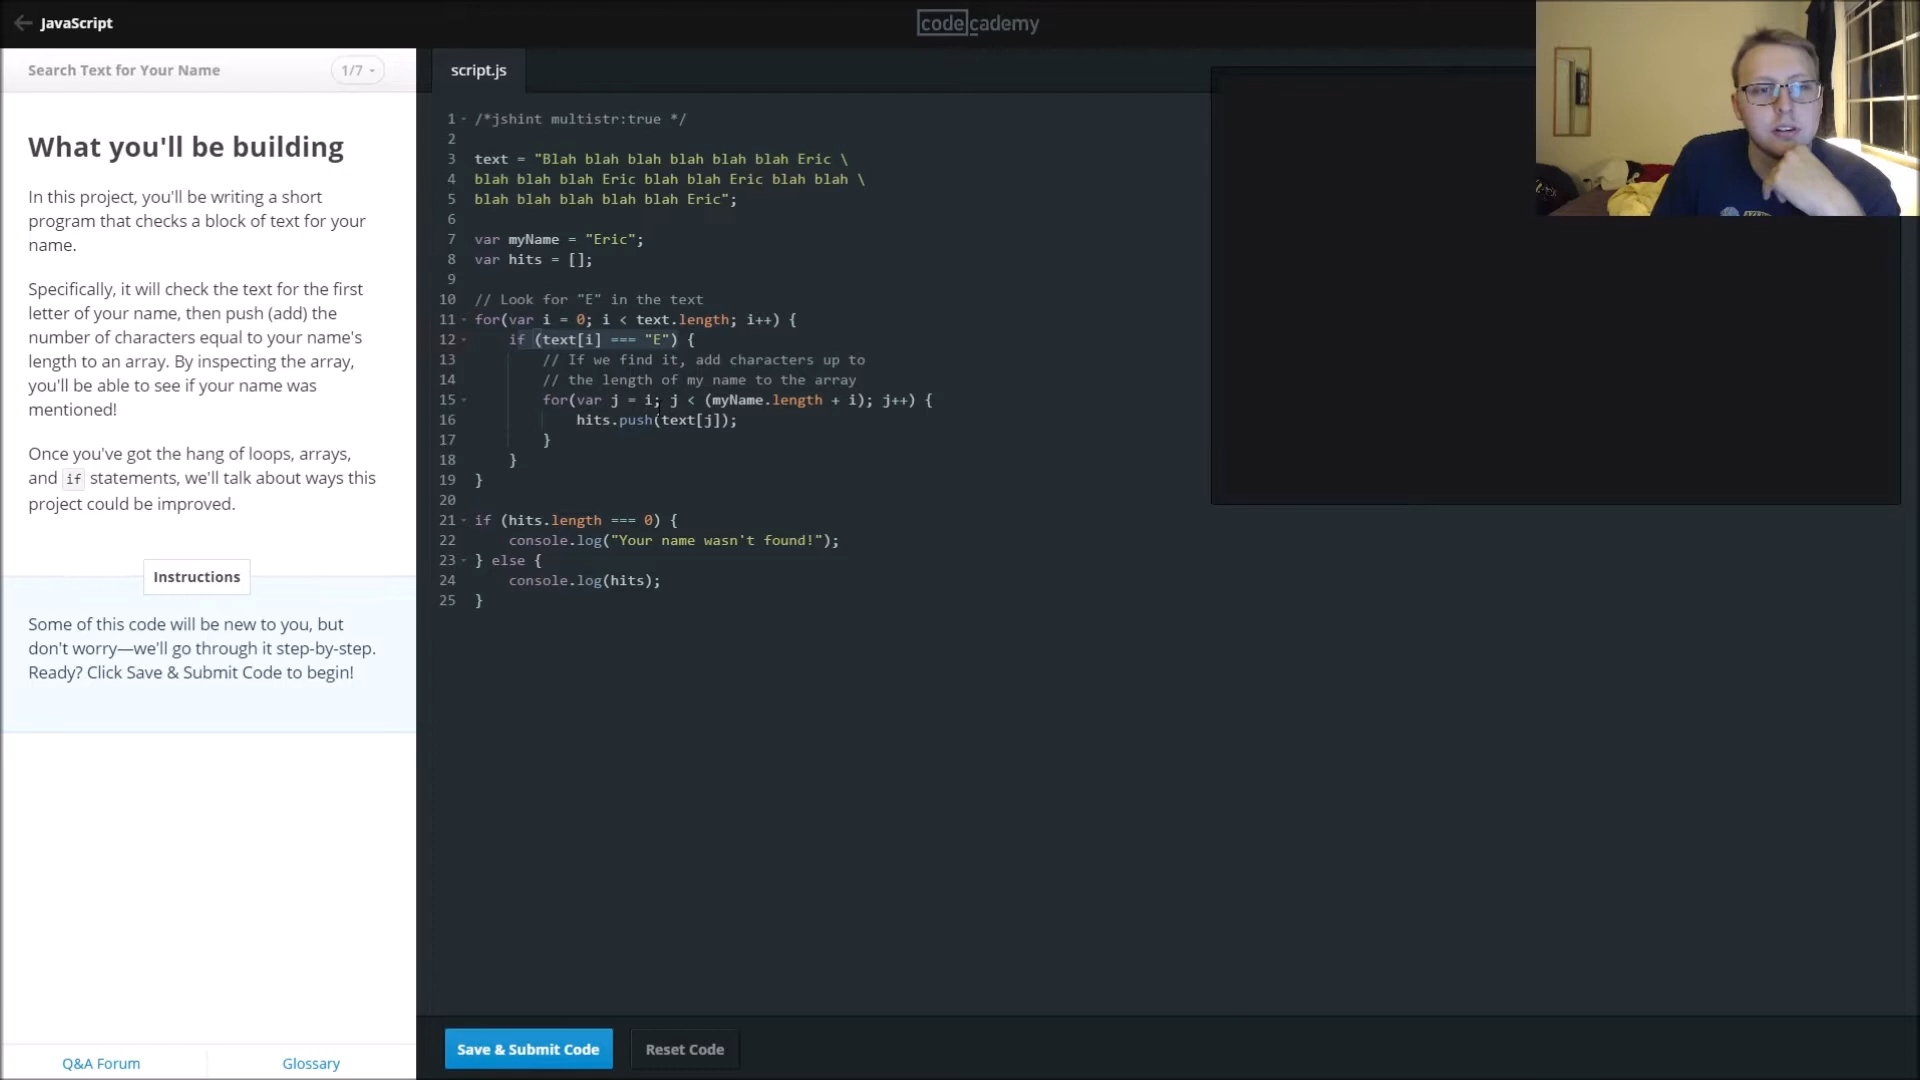 JavaScript
codecademy
Search Text for Your Name
1/7
script.js
What you'll be building
In this project, you'll be writing a short
program that checks a block of text for your
name.
Specifically, it will check the text for the first
letter of your name, then push (add) the
number of characters equal to your name's
length to an array. By inspecting the array,
you'll be able to see if your name was
mentioned!
Once you've got the hang of loops, arrays,
and if statements, we'll talk about ways this
project could be improved.
Instructions
Some of this code will be new to you, but
don't worry—we'll go through it step-by-step.
Ready? Click Save & Submit Code to begin!
Q&A Forum
Glossary
1 /*jshint multistr:true */
2
3 text = "Blah blah blah blah blah blah Eric \
4 blah blah blah Eric blah blah Eric blah blah \
5 blah blah blah blah blah Eric";
6
7 var myName = "Eric";
8 var hits = [];
9
10 // Look for "E" in the text
11 for(var i = 0; i < text.length; i++) {
12 if (text[i] === "E") {
13 // If we find it, add characters up to
14 // the length of my name to the array
15 for(var j = i; j < (myName.length + i); j++) {
16 hits.push(text[j]);
17 }
18 }
19 }
20
21 if (hits.length === 0) {
22 console.log("Your name wasn't found!");
23 } else {
24 console.log(hits);
25 }
Save & Submit Code
Reset Code